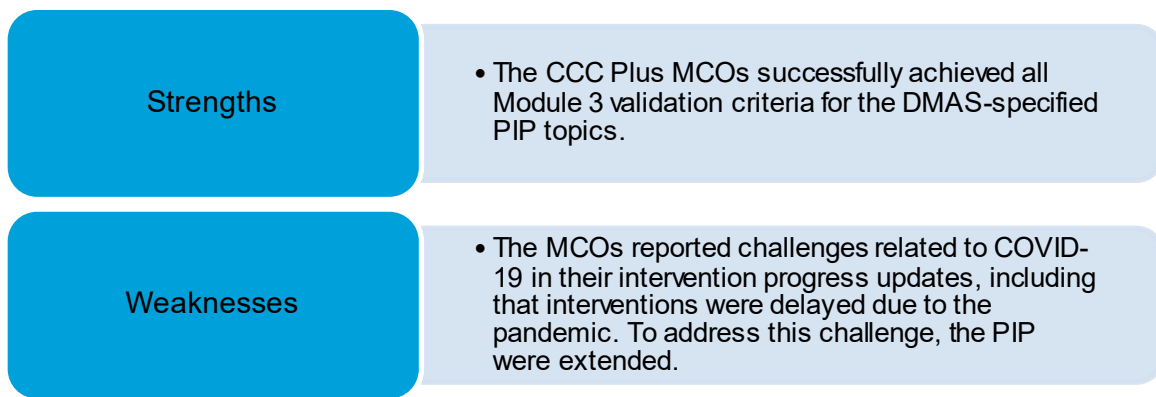 Strengths
• The CCC Plus MCOs successfully achieved all
Module 3 validation criteria for the DMAS-specified
PIP topics.
Weaknesses
• The MCOs reported challenges related to COVID-
19 in their intervention progress updates, including
that interventions were delayed due to the
pandemic. To address this challenge, the PIP
were extended.